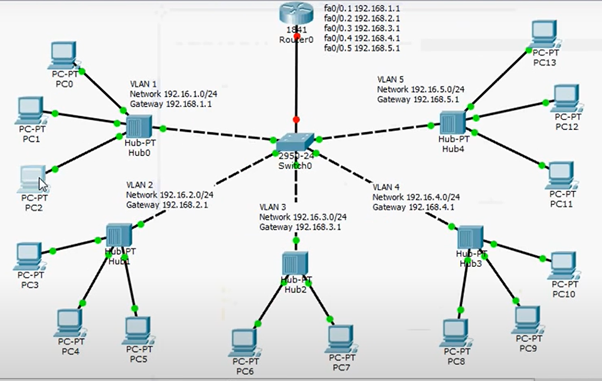 fa0/0.1 192.168.1.1
fa0/0.2 192.168.2.1
fa0/0.3 192.168.3.1
fa0/0.4 192.168.4.1
fa0/0.5 192.168.5.1
1841
Router0
PC-PT
PC0
VLAN 1
Network 192.16.1.0/24
Gateway 192.168.1.1
PC-PT
PC1
Hub-PT
Hub0
PC-PT
PC2
VLAN 5
Network 192.16.5.0/24
Gateway 192.168.5.1
PC-PT
PC13
PC-PT
PC12
Hub-PT
Hub4
PC-PT
PC11
2950-24
Switch0
VLAN 2
Network 192.16.2.0/24
Gateway 192.168.2.1
Hub-PT
Hub1
PC-PT
PC3
PC-PT
PC4
PC-PT
PC5
VLAN 3
Network 192.16.3.0/24
Gateway 192.168.3.1
Hub-PT
Hub2
PC-PT
PC6
PC-PT
PC7
VLAN 4
Network 192.16.4.0/24
Gateway 192.168.4.1
Hub-PT
Hub3
PC-PT
PC10
PC-PT
PC9
PC-PT
PC8